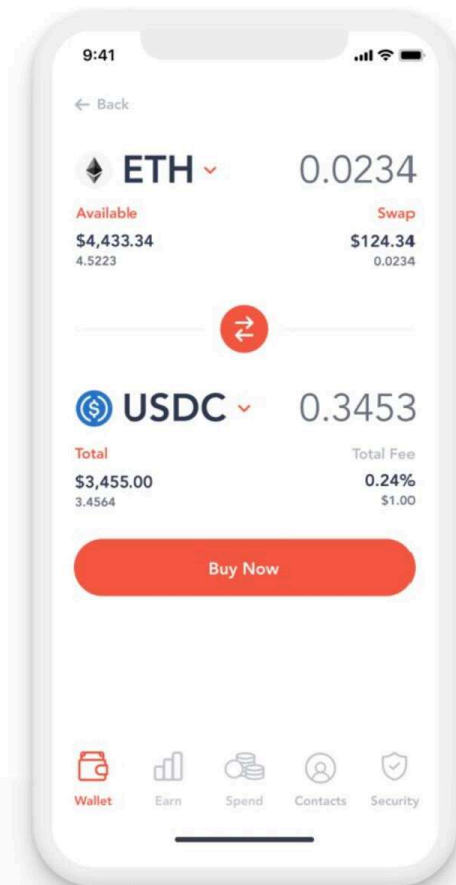 9:41
← Back
ETH 0.0234
Available Swap
$4,433.34 $124.34
4.5223 0.0234
USDC 0.3453
Total Total Fee
$3,455.00 0.24%
3.4564 $1.00
Buy Now
Wallet Earn Spend Contacts Security